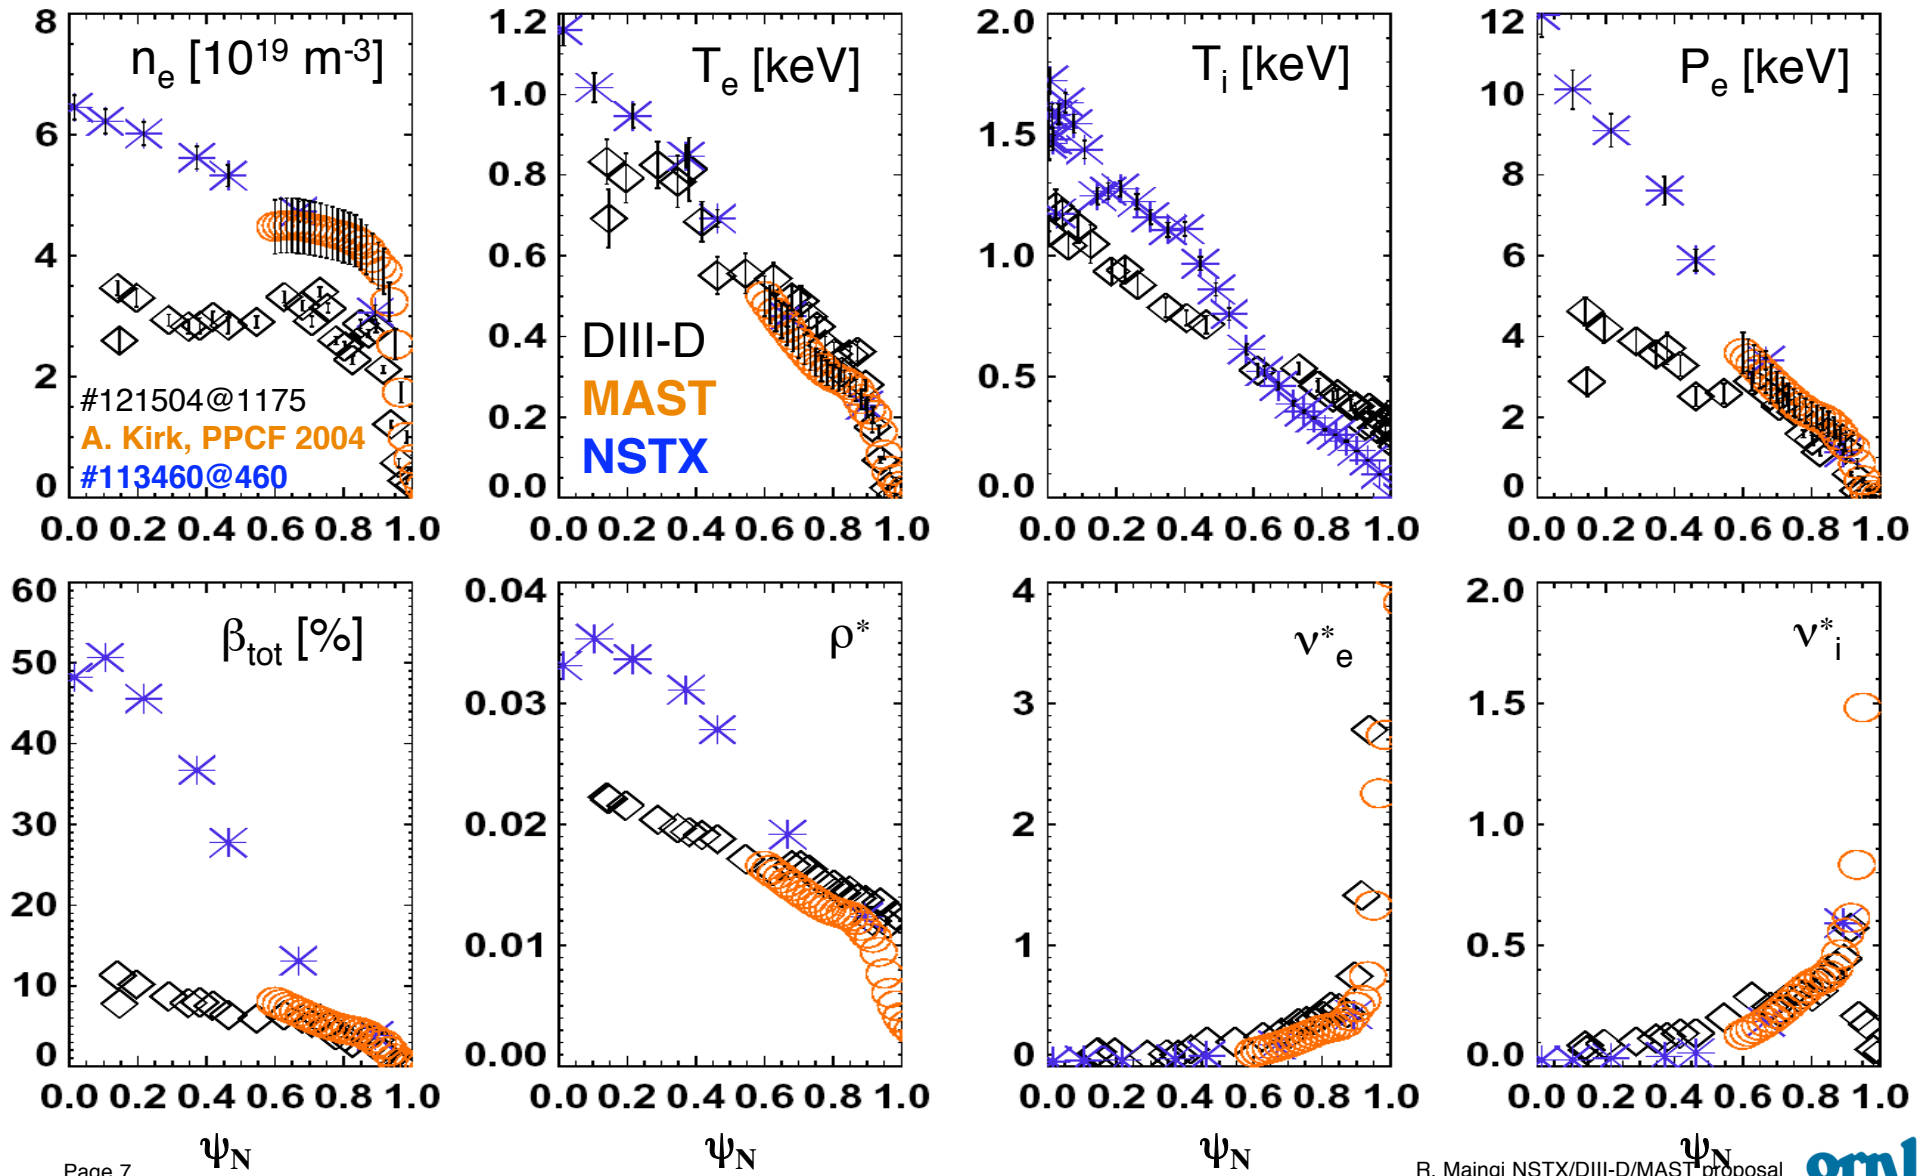 n_e [10^19 m^-3]
8
6
4
2
0
#121504@1175
A. Kirk, PPCF 2004
#113460@460
0.0 0.2 0.4 0.6 0.8 1.0
T_e [keV]
1.2
1.0
0.8
0.6
0.4
0.2
0.0
DIII-D
MAST
NSTX
0.0 0.2 0.4 0.6 0.8 1.0
T_i [keV]
2.0
1.5
1.0
0.5
0.0
0.0 0.2 0.4 0.6 0.8 1.0
P_e [keV]
12
10
8
6
4
2
0
0.0 0.2 0.4 0.6 0.8 1.0
β_tot [%]
60
50
40
30
20
10
0
0.0 0.2 0.4 0.6 0.8 1.0
ψ_N
ρ*
0.04
0.03
0.02
0.01
0.00
0.0 0.2 0.4 0.6 0.8 1.0
ψ_N
ν*_e
4
3
2
1
0
0.0 0.2 0.4 0.6 0.8 1.0
ψ_N
ν*_i
2.0
1.5
1.0
0.5
0.0
0.0 0.2 0.4 0.6 0.8 1.0
ψ_N
Page 7
R. Maingi NSTX/DIII-D/MAST proposal